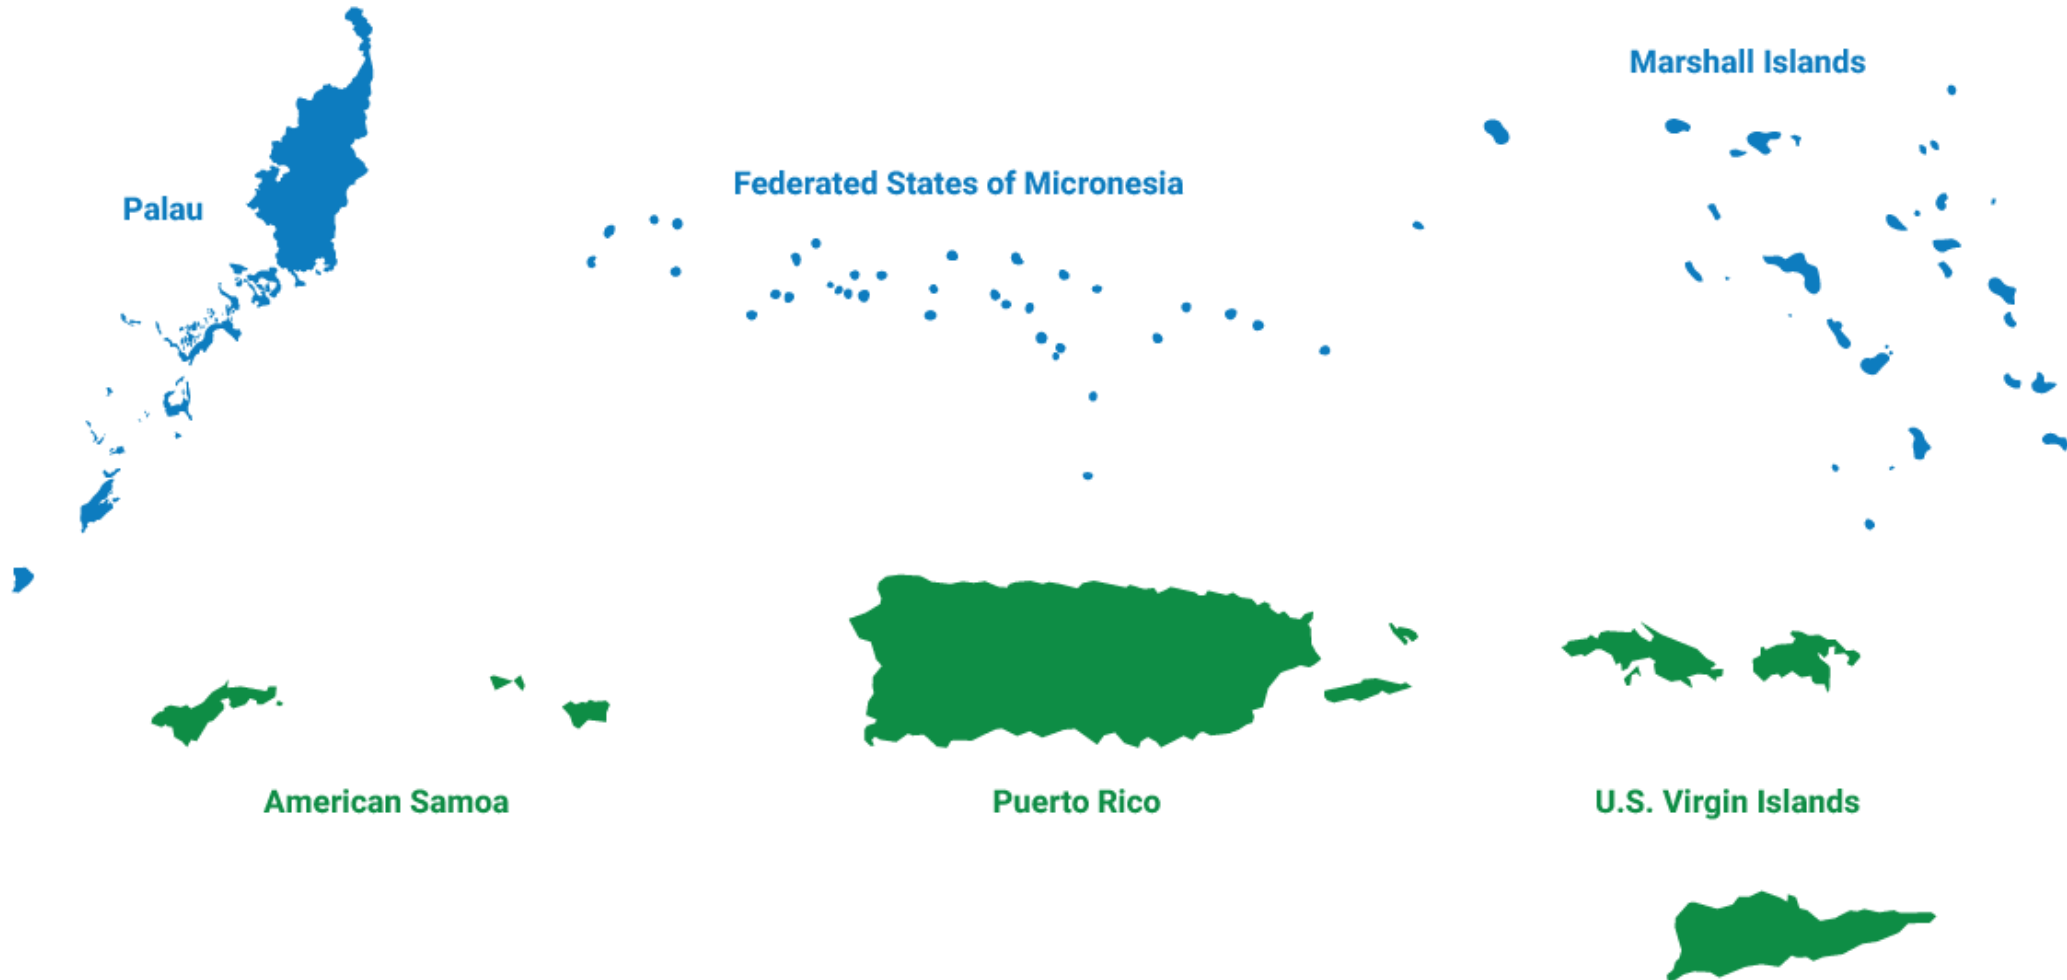 Marshall Islands
Federated States of Micronesia
Palau
American Samoa
Puerto Rico
U.S. Virgin Islands